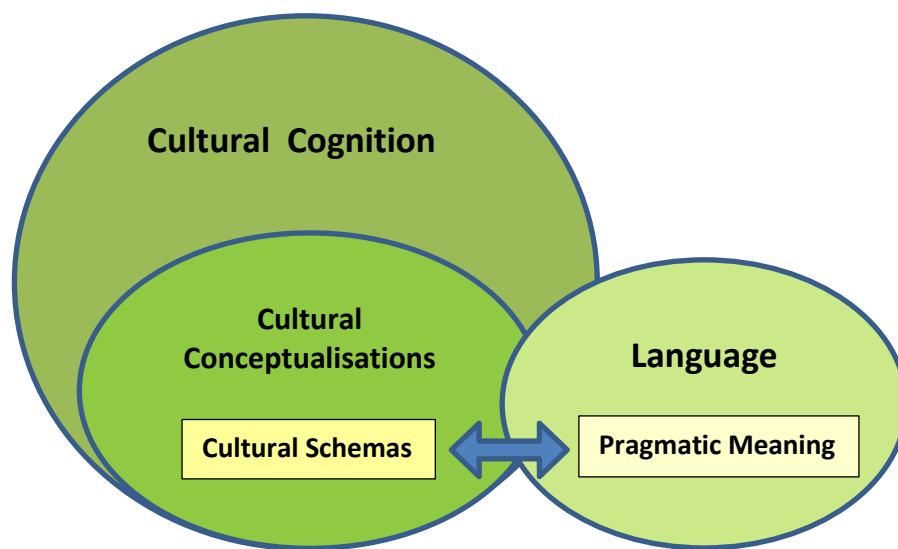 Cultural Cognition
Cultural
Conceptualisations
Language
Cultural Schemas
Pragmatic Meaning